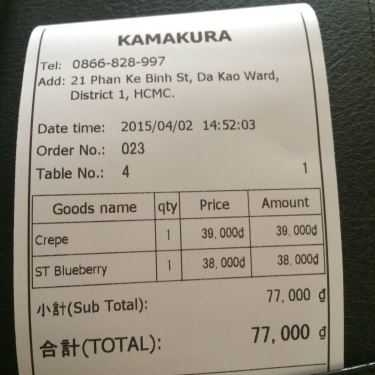 KAMAKURA
Tel: 0866-828-997
Add: 21 Phan Ke Binh St, Da Kao Ward,
District 1, HCMC.
Date time: 2015/04/02 14:52:03
Order No.: 023
Table No.: 4 1
Goods name qty Price Amount
Crepe 1 39,000₫ 39,000₫
ST Blueberry 1 38,000₫ 38,000₫
小計(Sub Total): 77,000 ₫
合計(TOTAL): 77,000 ₫